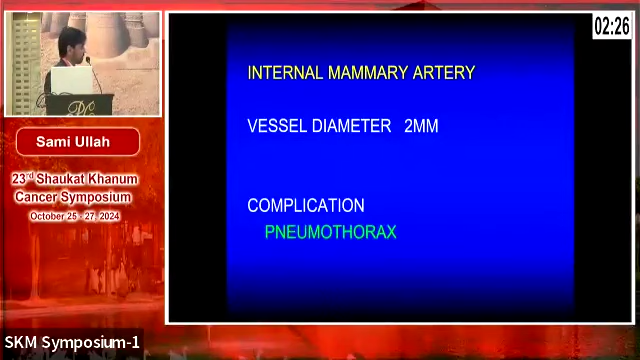 02:26
INTERNAL MAMMARY ARTERY
VESSEL DIAMETER 2MM
COMPLICATION
PNEUMOTHORAX
PC
Sami Ullah
23rd Shaukat Khanum
Cancer Symposium
October 25 - 27, 2024
SKM Symposium-1